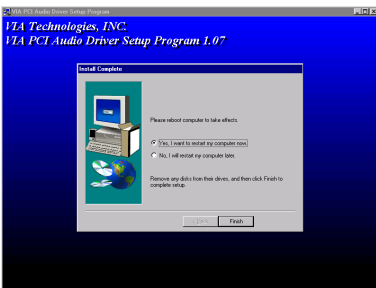 VIA PCI Audio Driver Setup Program
VIA Technologies, INC.
VIA PCI Audio Driver Setup Program 1.07
Install Complete
Please reboot computer to take effects.
Yes, I want to restart my computer now.
No, I will restart my computer later.
Remove any disks from their drives, and then click Finish to
complete setup.
< Back
Finish